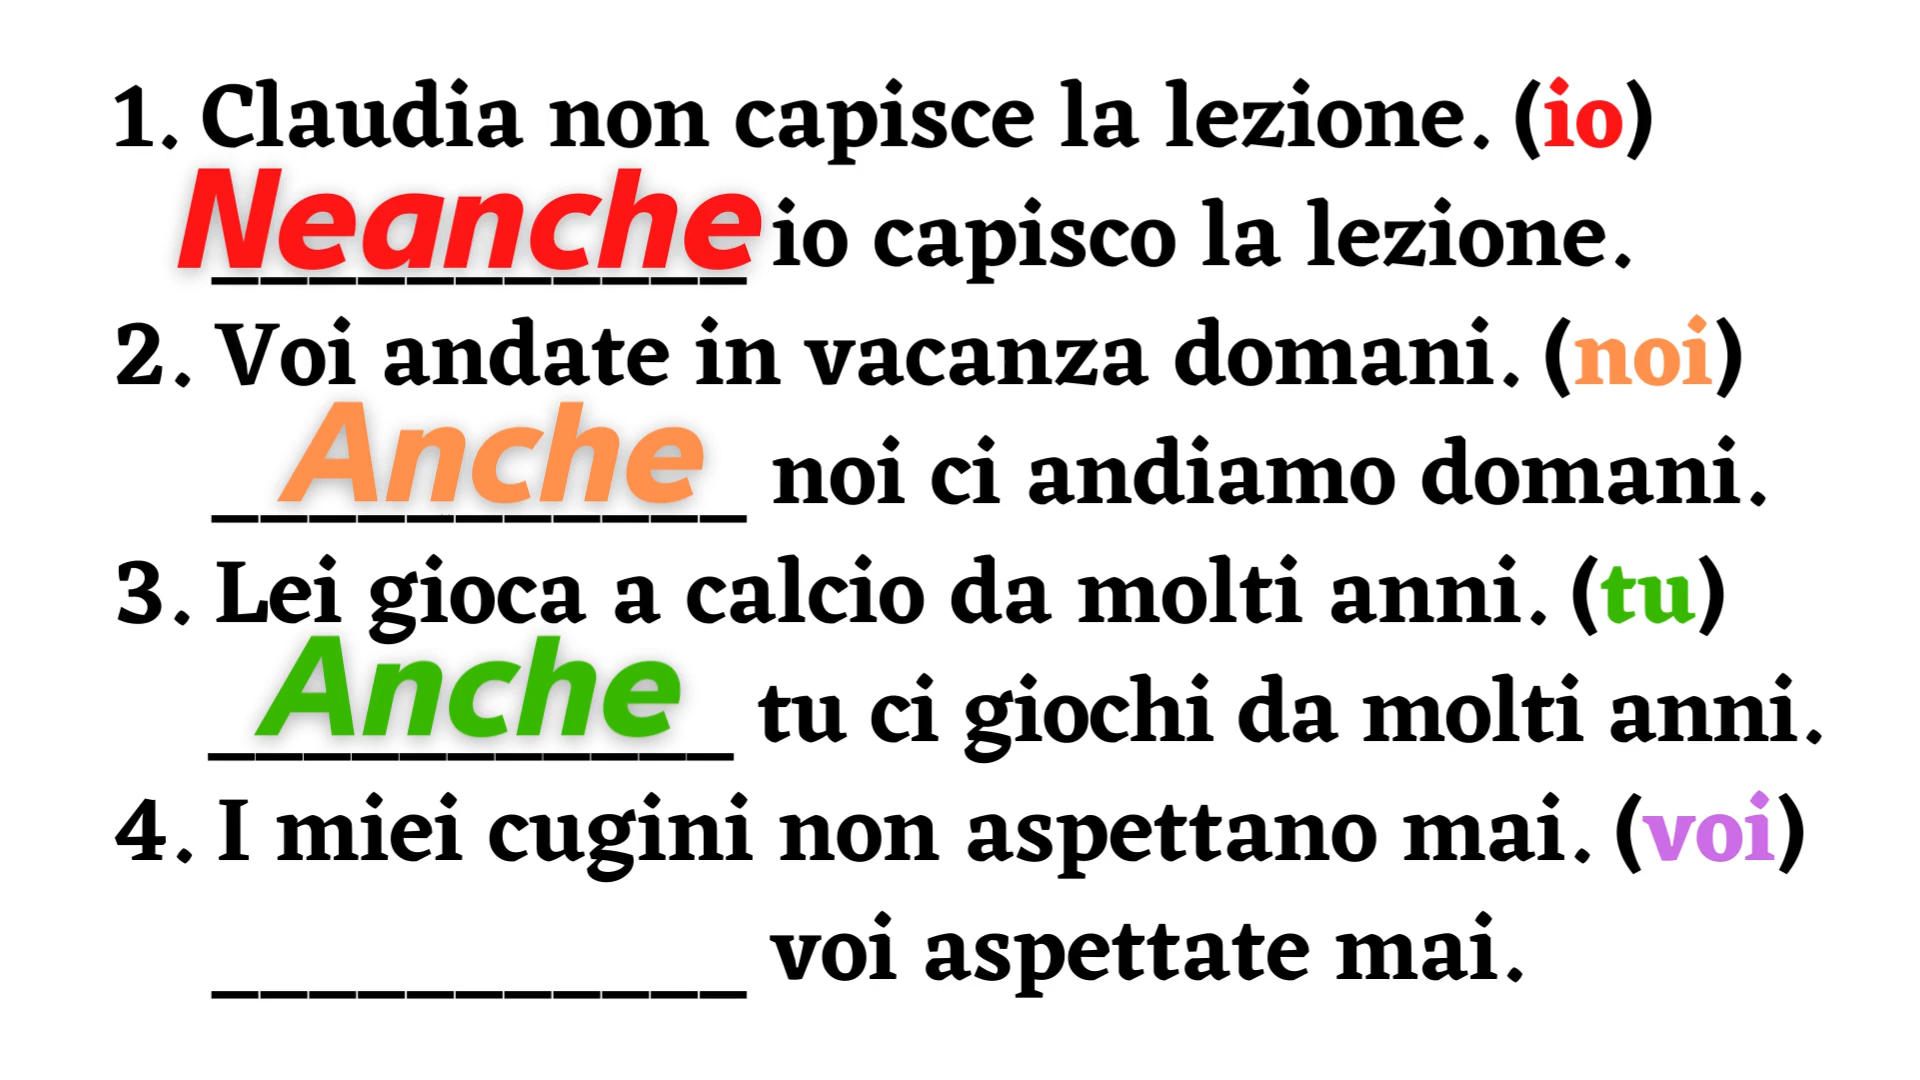 1. Claudia non capisce la lezione. (io)
Neanche io capisco la lezione.
2. Voi andate in vacanza domani. (noi)
Anche noi ci andiamo domani.
3. Lei gioca a calcio da molti anni. (tu)
Anche tu ci giochi da molti anni.
4. I miei cugini non aspettano mai. (voi)
___________ voi aspettate mai.